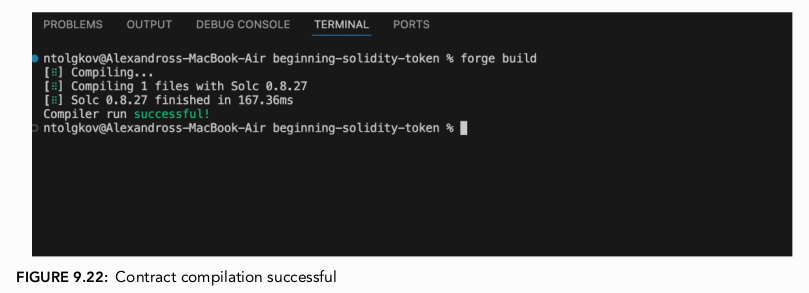 PROBLEMS OUTPUT DEBUG CONSOLE TERMINAL PORTS
ntolgkov@Alexandross-MacBook-Air beginning-solidity-token % forge build
[⠿] Compiling...
[⠿] Compiling 1 files with Solc 0.8.27
[⠿] Solc 0.8.27 finished in 167.36ms
Compiler run successful!
ntolgkov@Alexandross-MacBook-Air beginning-solidity-token %
FIGURE 9.22: Contract compilation successful